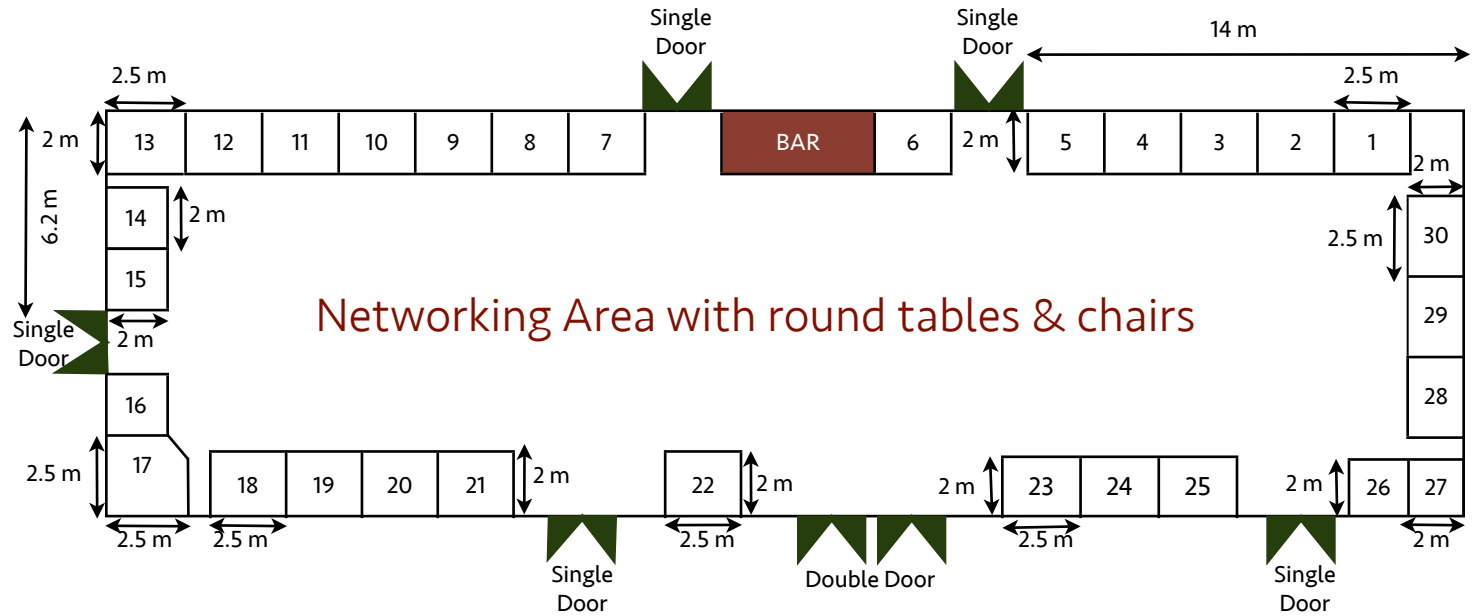 Single
Door
Single
Door
14 m
2.5 m
2.5 m
2 m
13
12
11
10
9
8
7
BAR
6
2 m
5
4
3
2
1
2 m
6.2 m
14
2 m
15
2.5 m
30
Networking Area with round tables & chairs
29
Single
Door
2 m
16
28
2.5 m
17
18
19
20
21
2 m
22
2 m
2 m
23
24
25
2 m
26
27
2.5 m
2.5 m
2.5 m
2.5 m
2 m
Single
Door
Double Door
Single
Door